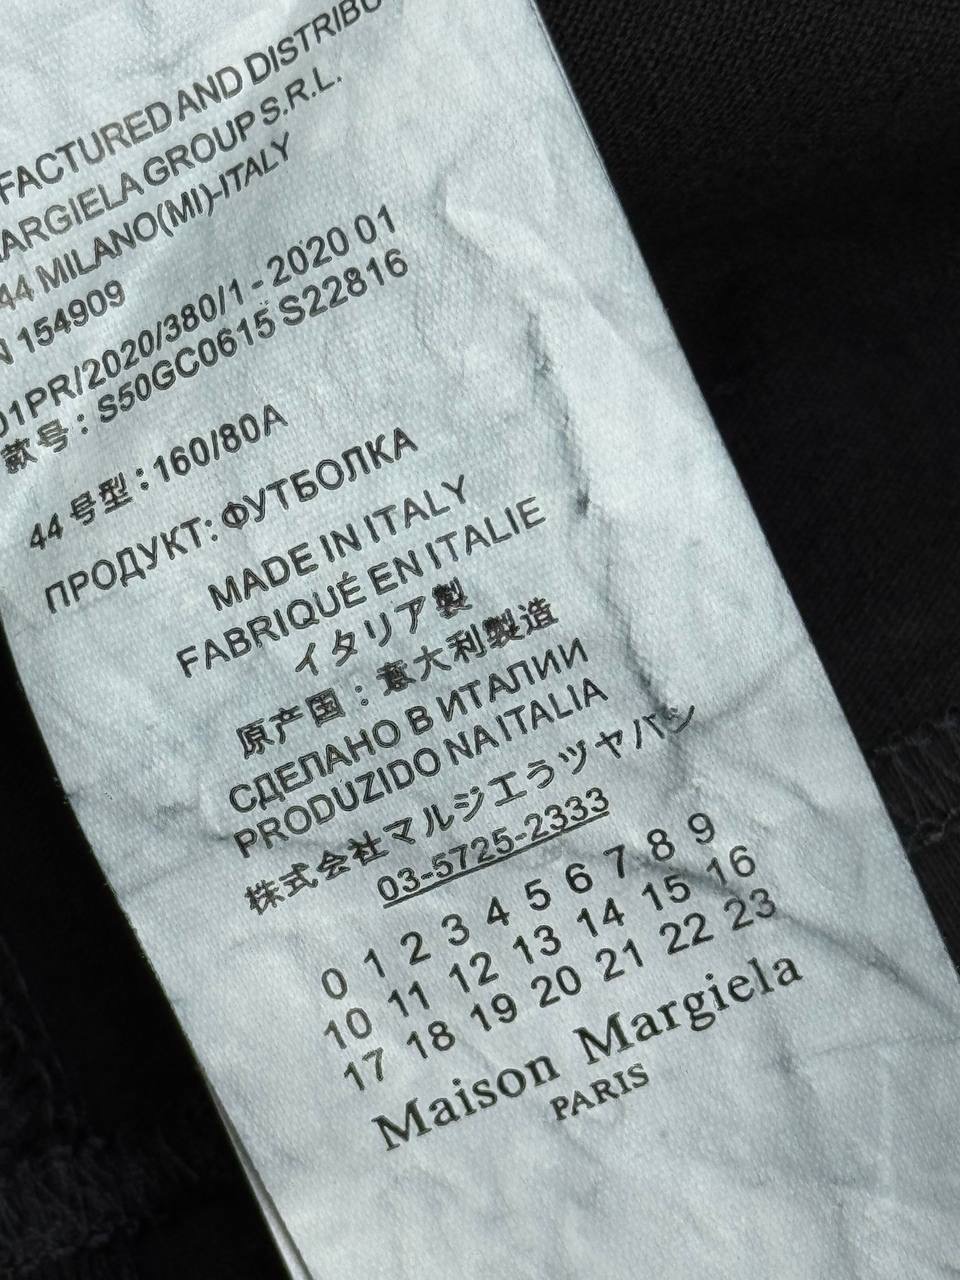 FACTURED AND DISTRIBU
ARGIELA GROUP S.R.L.
44 MILANO(MI)-ITALY
N 154909
01PR/2020/380/1 - 2020 01
款号：S50GC0615 S22816
44 号型：160/80A
ПРОДУКТ: ФУТБОЛКА
MADE IN ITALY
FABRIQUÉ EN ITALIE
イタリア製
原产国：意大利製造
СДЕЛАНО В ИТАЛИИ
PRODUZIDO NA ITALIA
株式会社マルジエラツヤパン
03-5725-2333
0 1 2 3 4 5 6 7 8 9
10 11 12 13 14 15 16
17 18 19 20 21 22 23
Maison Margiela
PARIS